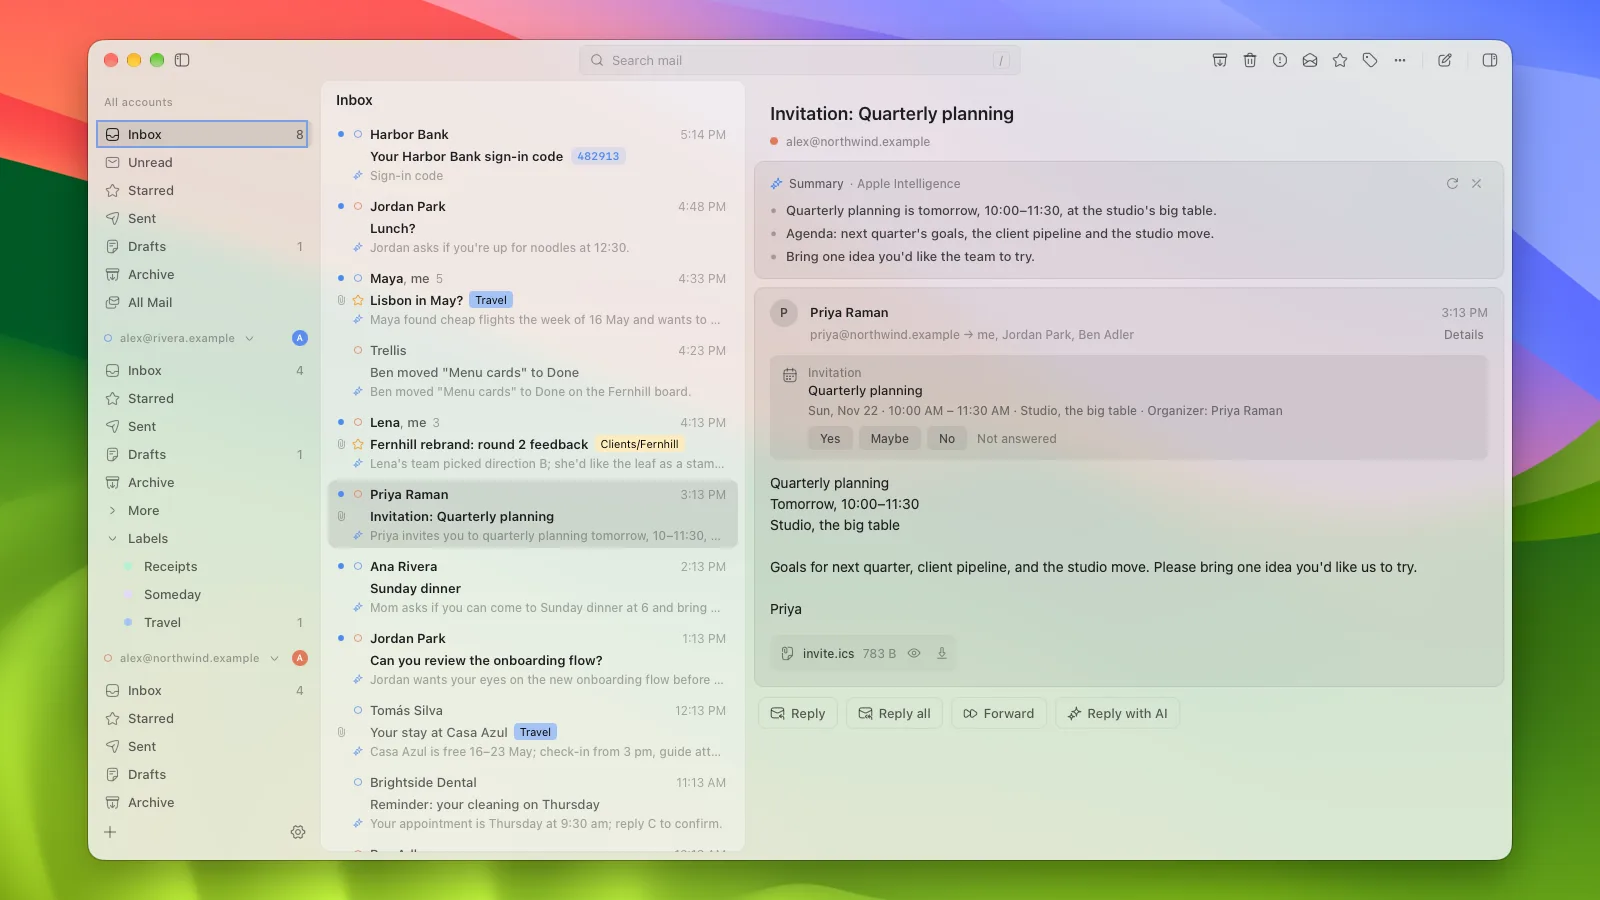 Search mail
/
All accounts
Inbox 8
Unread
Starred
Sent
Drafts 1
Archive
All Mail
alex@rivera.example A
Inbox 4
Starred
Sent
Drafts 1
Archive
More
Labels
Receipts
Someday
Travel 1
alex@northwind.example A
Inbox 4
Starred
Sent
Drafts
Archive
Inbox
Harbor Bank 5:14 PM
Your Harbor Bank sign-in code 482913
Sign-in code
Jordan Park 4:48 PM
Lunch?
Jordan asks if you're up for noodles at 12:30.
Maya, me 5 4:33 PM
Lisbon in May? Travel
Maya found cheap flights the week of 16 May and wants to ...
Trellis 4:23 PM
Ben moved "Menu cards" to Done
Ben moved "Menu cards" to Done on the Fernhill board.
Lena, me 3 4:13 PM
Fernhill rebrand: round 2 feedback Clients/Fernhill
Lena's team picked direction B; she'd like the leaf as a stam...
Priya Raman 3:13 PM
Invitation: Quarterly planning
Priya invites you to quarterly planning tomorrow, 10–11:30, ...
Ana Rivera 2:13 PM
Sunday dinner
Mom asks if you can come to Sunday dinner at 6 and bring ...
Jordan Park 1:13 PM
Can you review the onboarding flow?
Jordan wants your eyes on the new onboarding flow before ...
Tomás Silva 12:13 PM
Your stay at Casa Azul Travel
Casa Azul is free 16–23 May; check-in from 3 pm, guide att...
Brightside Dental 11:13 AM
Reminder: your cleaning on Thursday
Your appointment is Thursday at 9:30 am; reply C to confirm.
Invitation: Quarterly planning
alex@northwind.example
Summary · Apple Intelligence
• Quarterly planning is tomorrow, 10:00–11:30, at the studio's big table.
• Agenda: next quarter's goals, the client pipeline and the studio move.
• Bring one idea you'd like the team to try.
P Priya Raman 3:13 PM
priya@northwind.example → me, Jordan Park, Ben Adler Details
Invitation
Quarterly planning
Sun, Nov 22 · 10:00 AM – 11:30 AM · Studio, the big table · Organizer: Priya Raman
Yes Maybe No Not answered
Quarterly planning
Tomorrow, 10:00–11:30
Studio, the big table
Goals for next quarter, client pipeline, and the studio move. Please bring one idea you'd like us to try.
Priya
invite.ics 783 B
Reply Reply all Forward Reply with AI